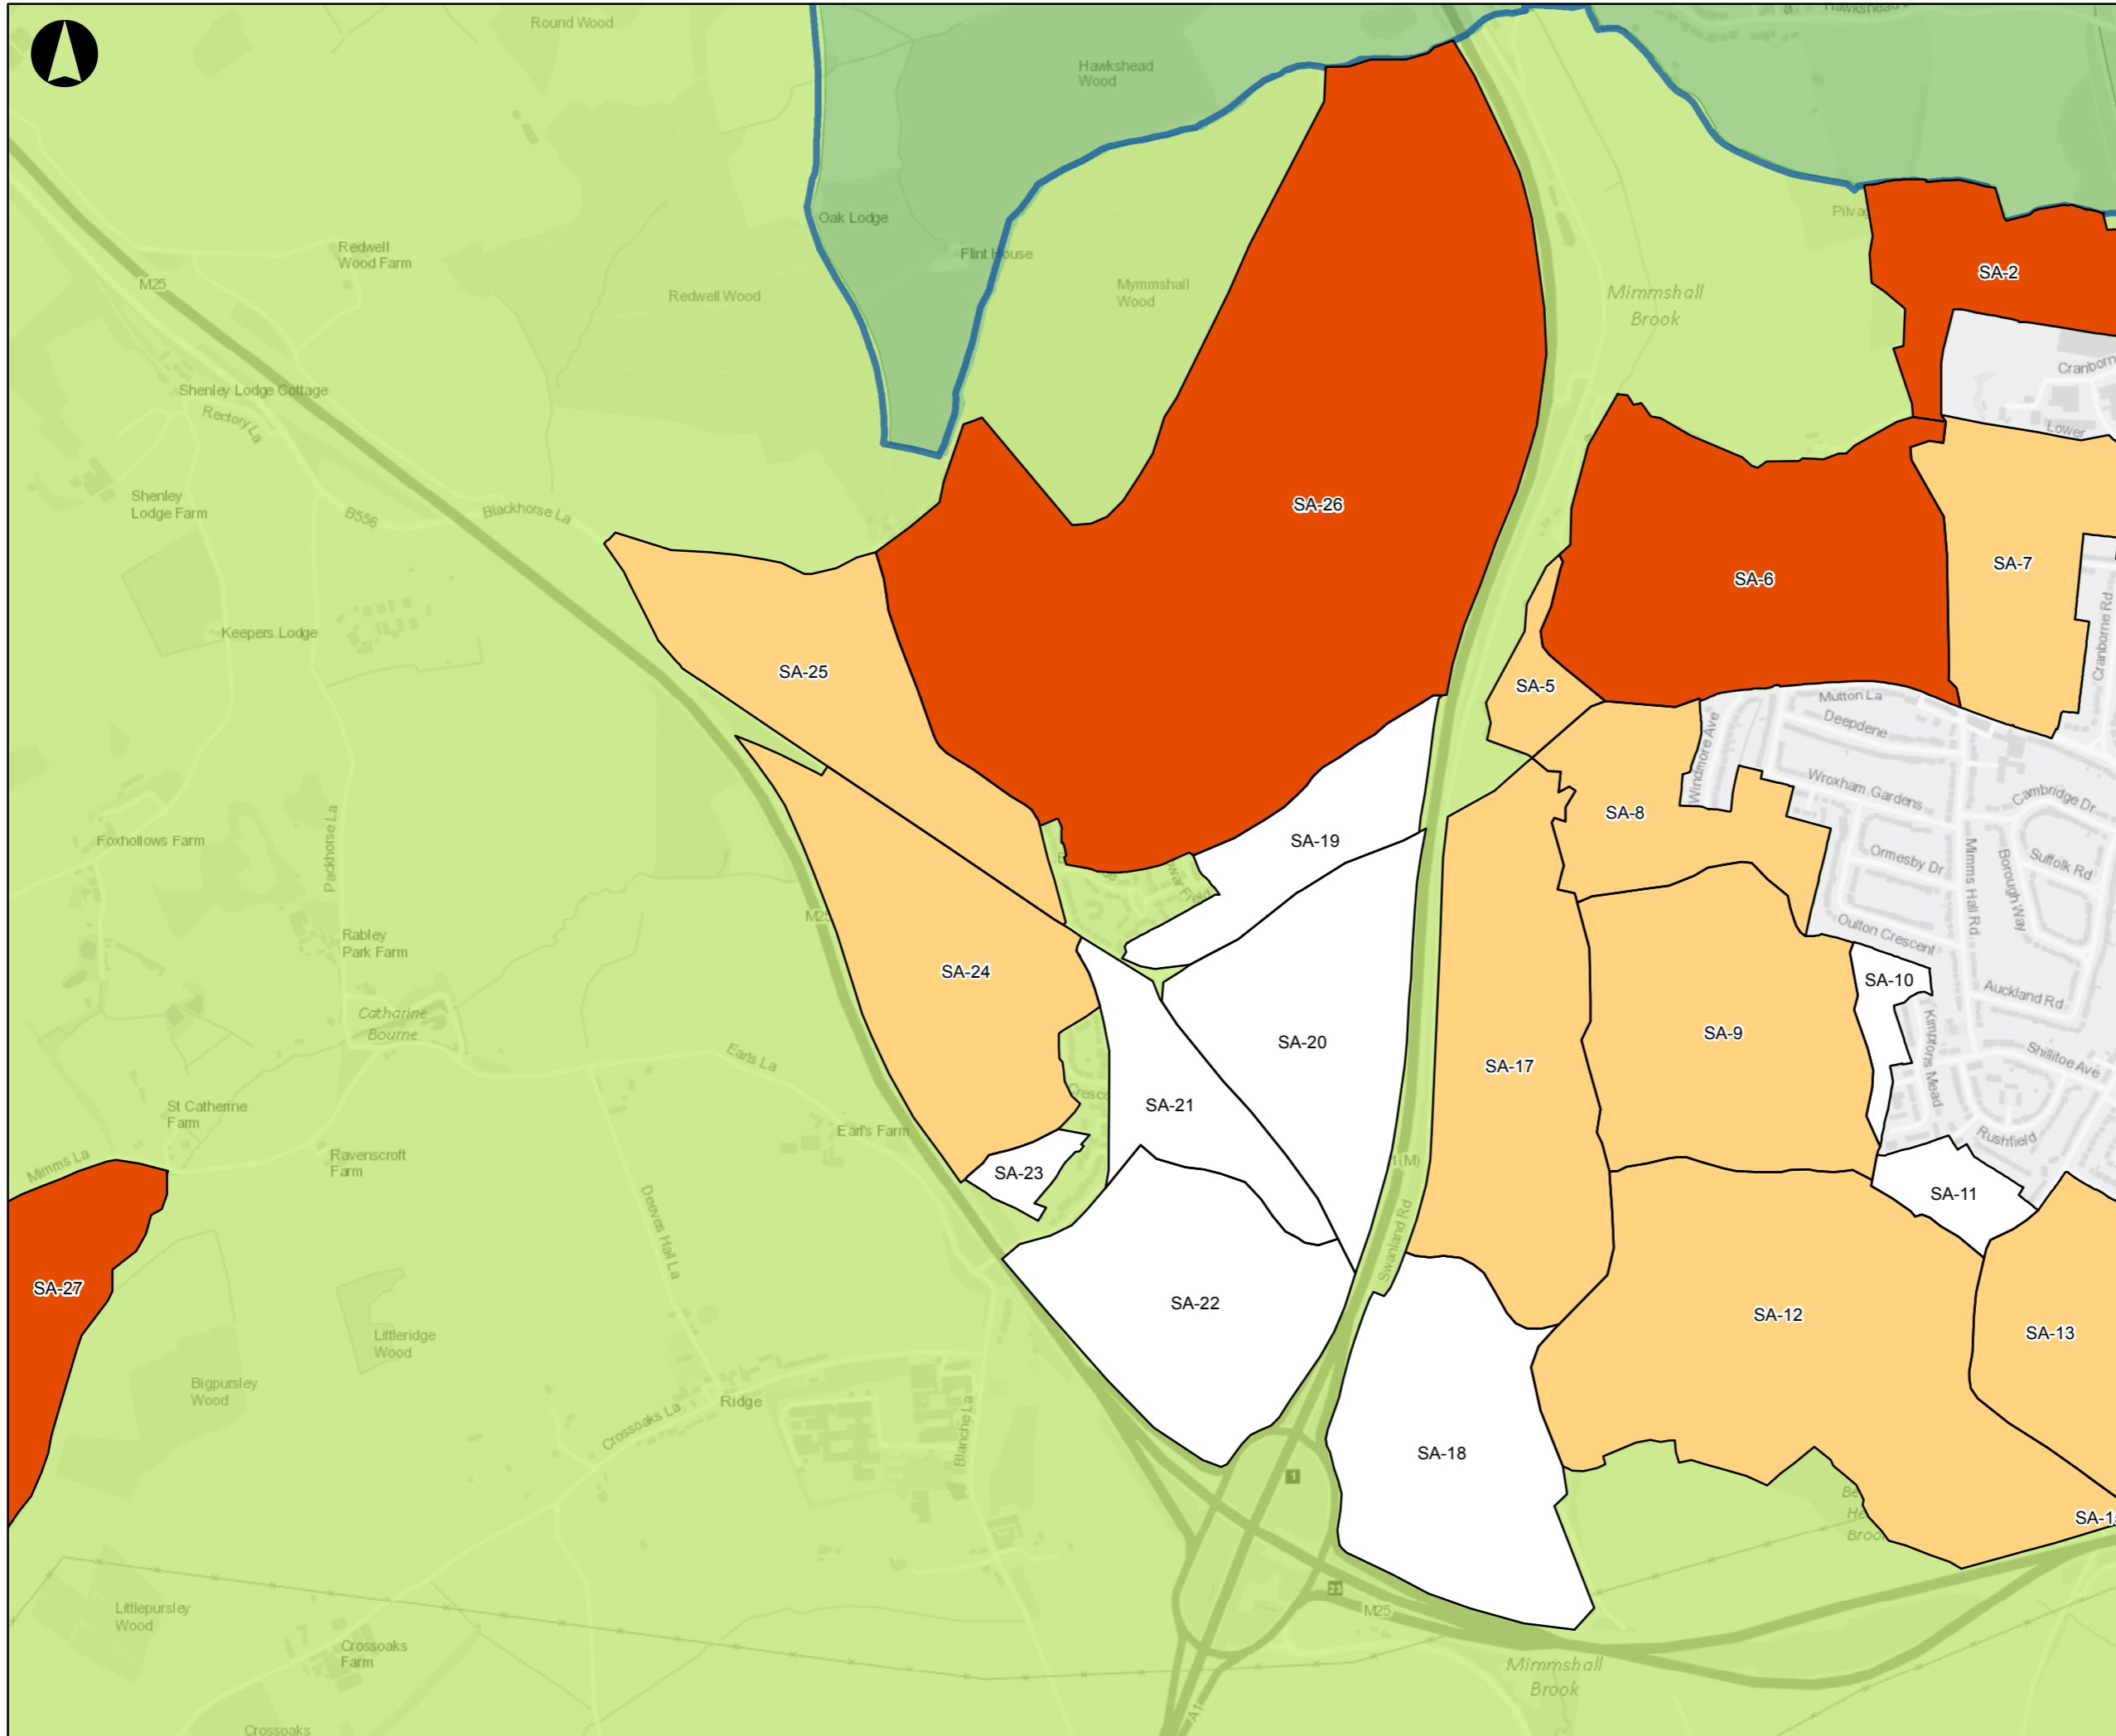 Round Wood
Hawkshead
Wood
Oak Lodge
Flint House
Redwell
Wood Farm
M25
Redwell Wood
Mymmshall
Wood
Mimmshall
Brook
SA-2
Shenley Lodge Cottage
Rectory La
Lower
Shenley
Lodge Farm
B556
Blackhorse La
SA-26
SA-6
SA-7
Keepers Lodge
Cranborne Rd
SA-25
SA-5
Mutton La
Deepdene
Windmore Ave
Wroxham Gardens
Cambridge Dr
SA-8
Foxhollows Farm
Packhorse La
SA-19
Ormesby Dr
Mimms Hall Rd
Borough Way
Suffolk Rd
M25
Oulton Crescent
Rabley
Park Farm
SA-24
SA-10
Auckland Rd
Catharine
Bourne
SA-20
SA-9
Kimptons Mead
Shillitoe Ave
Earls La
SA-17
SA-21
St Catherine
Farm
Earl's Farm
Rushfield
Mimms La
Ravenscroft
Farm
SA-23
SA-11
Deeves Hall La
Swanland Rd
SA-27
SA-22
SA-12
SA-13
Littleridge
Wood
Bigpursley
Wood
Ridge
Crossoaks La
Blanche La
SA-18
1
Littlepursley
Wood
23
M25
Crossoaks
Farm
Mimmshall
Brook
A1
Crossoaks